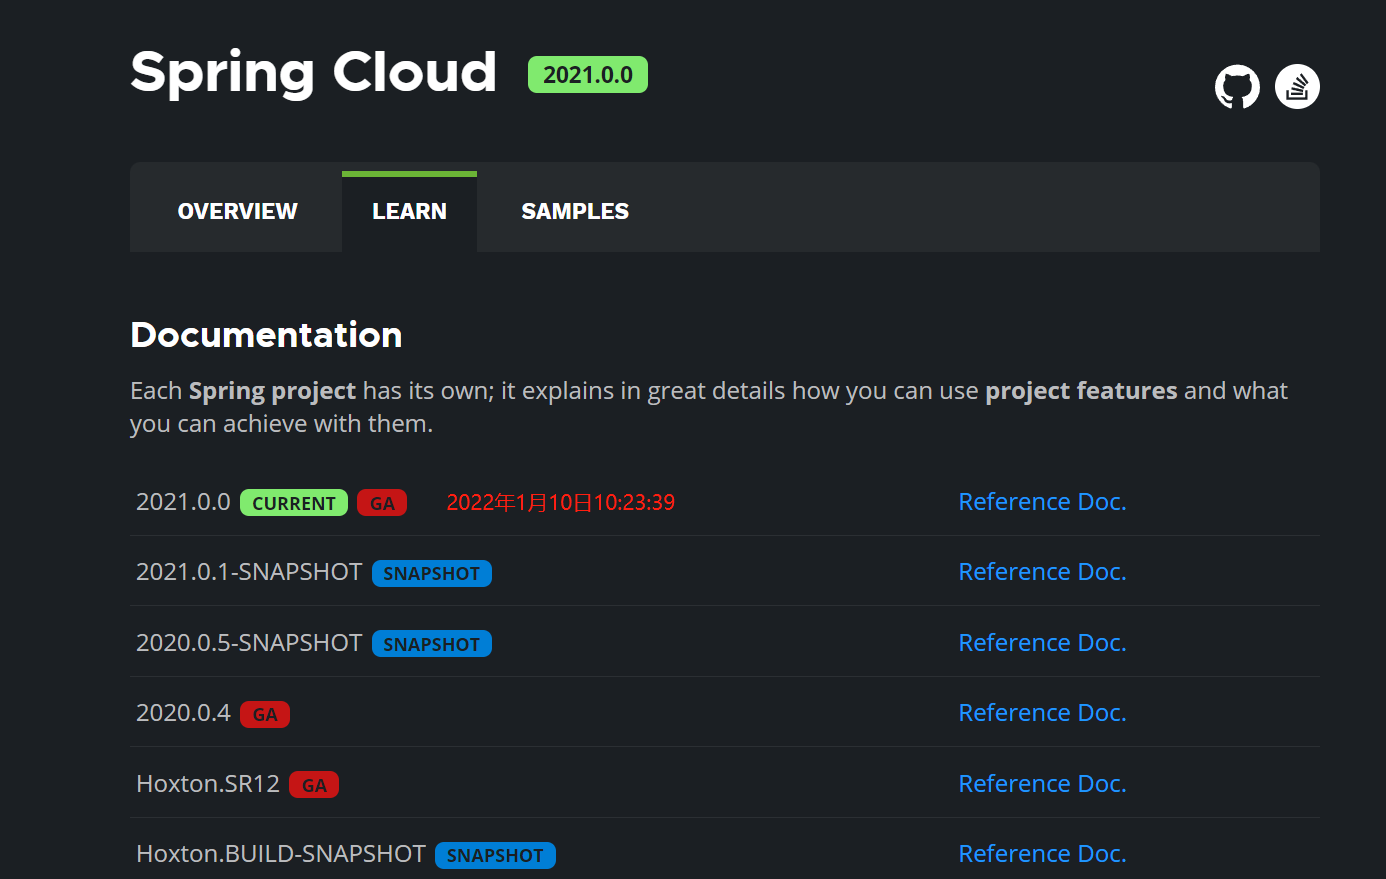 Spring Cloud 2021.0.0
OVERVIEW LEARN SAMPLES
Documentation
Each Spring project has its own; it explains in great details how you can use project features and what
you can achieve with them.
2021.0.0 CURRENT GA 2022年1月10日10:23:39 Reference Doc.
2021.0.1-SNAPSHOT SNAPSHOT Reference Doc.
2020.0.5-SNAPSHOT SNAPSHOT Reference Doc.
2020.0.4 GA Reference Doc.
Hoxton.SR12 GA Reference Doc.
Hoxton.BUILD-SNAPSHOT SNAPSHOT Reference Doc.